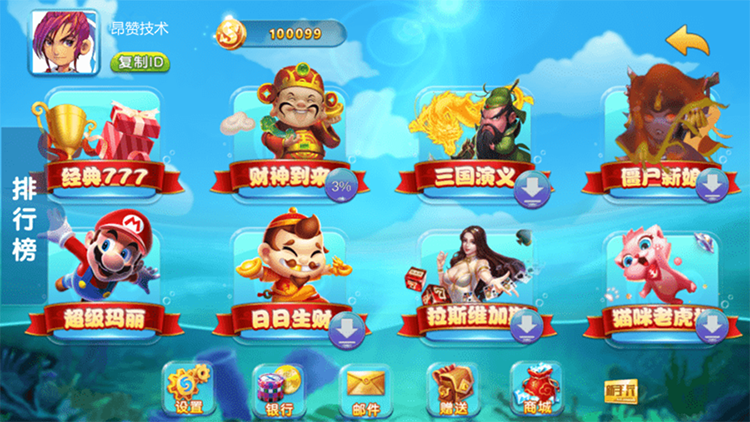 昂赞技术
复制ID
100099
排行榜
经典777
财神到来
3%
三国演义
僵尸新娘
M
超级玛丽
日日生财
拉斯维加斯
猫咪老虎机
设置
银行
邮件
赠送
商城